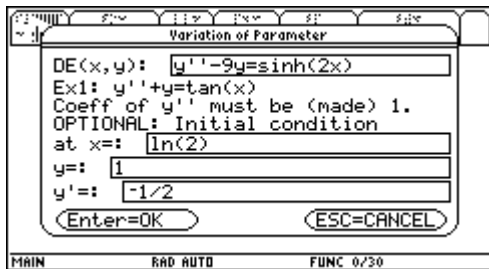 Variation of Parameter
DE(x,y): y''-9y=sinh(2x)
Ex1: y''+y=tan(x)
Coeff of y'' must be (made) 1.
OPTIONAL: Initial condition
at x=: ln(2)
y=: 1
y'=: -1/2
Enter=OK ESC=CANCEL
MAIN RAD AUTO FUNC 0/30